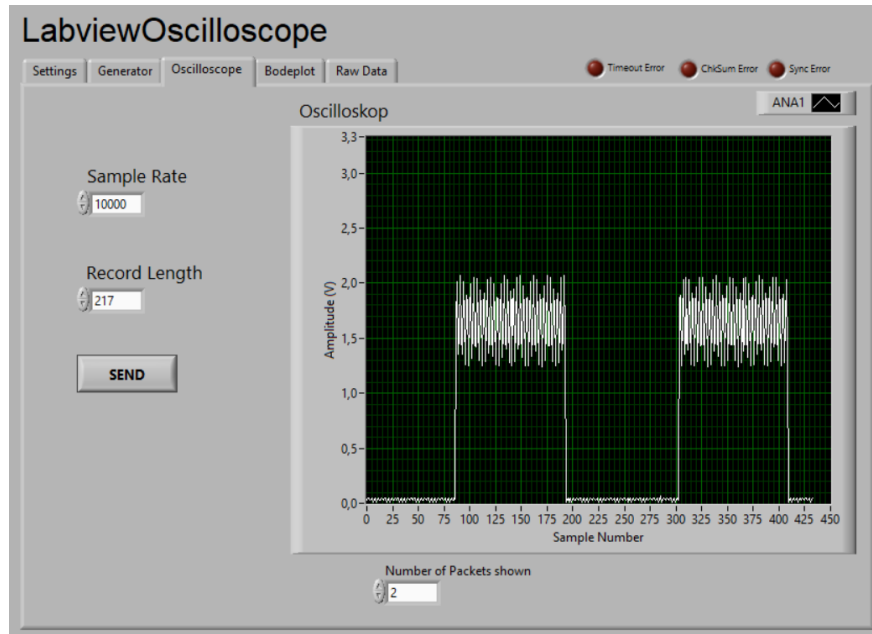 LabviewOscilloscope
Settings Generator Oscilloscope Bodeplot Raw Data
Timeout Error ChkSum Error Sync Error
ANA1
Oscilloskop
Sample Rate
10000
Record Length
217
SEND
Amplitude (V)
3,3
3,0
2,5
2,0
1,5
1,0
0,5
0,0
0 25 50 75 100 125 150 175 200 225 250 275 300 325 350 375 400 425 450
Sample Number
Number of Packets shown
2